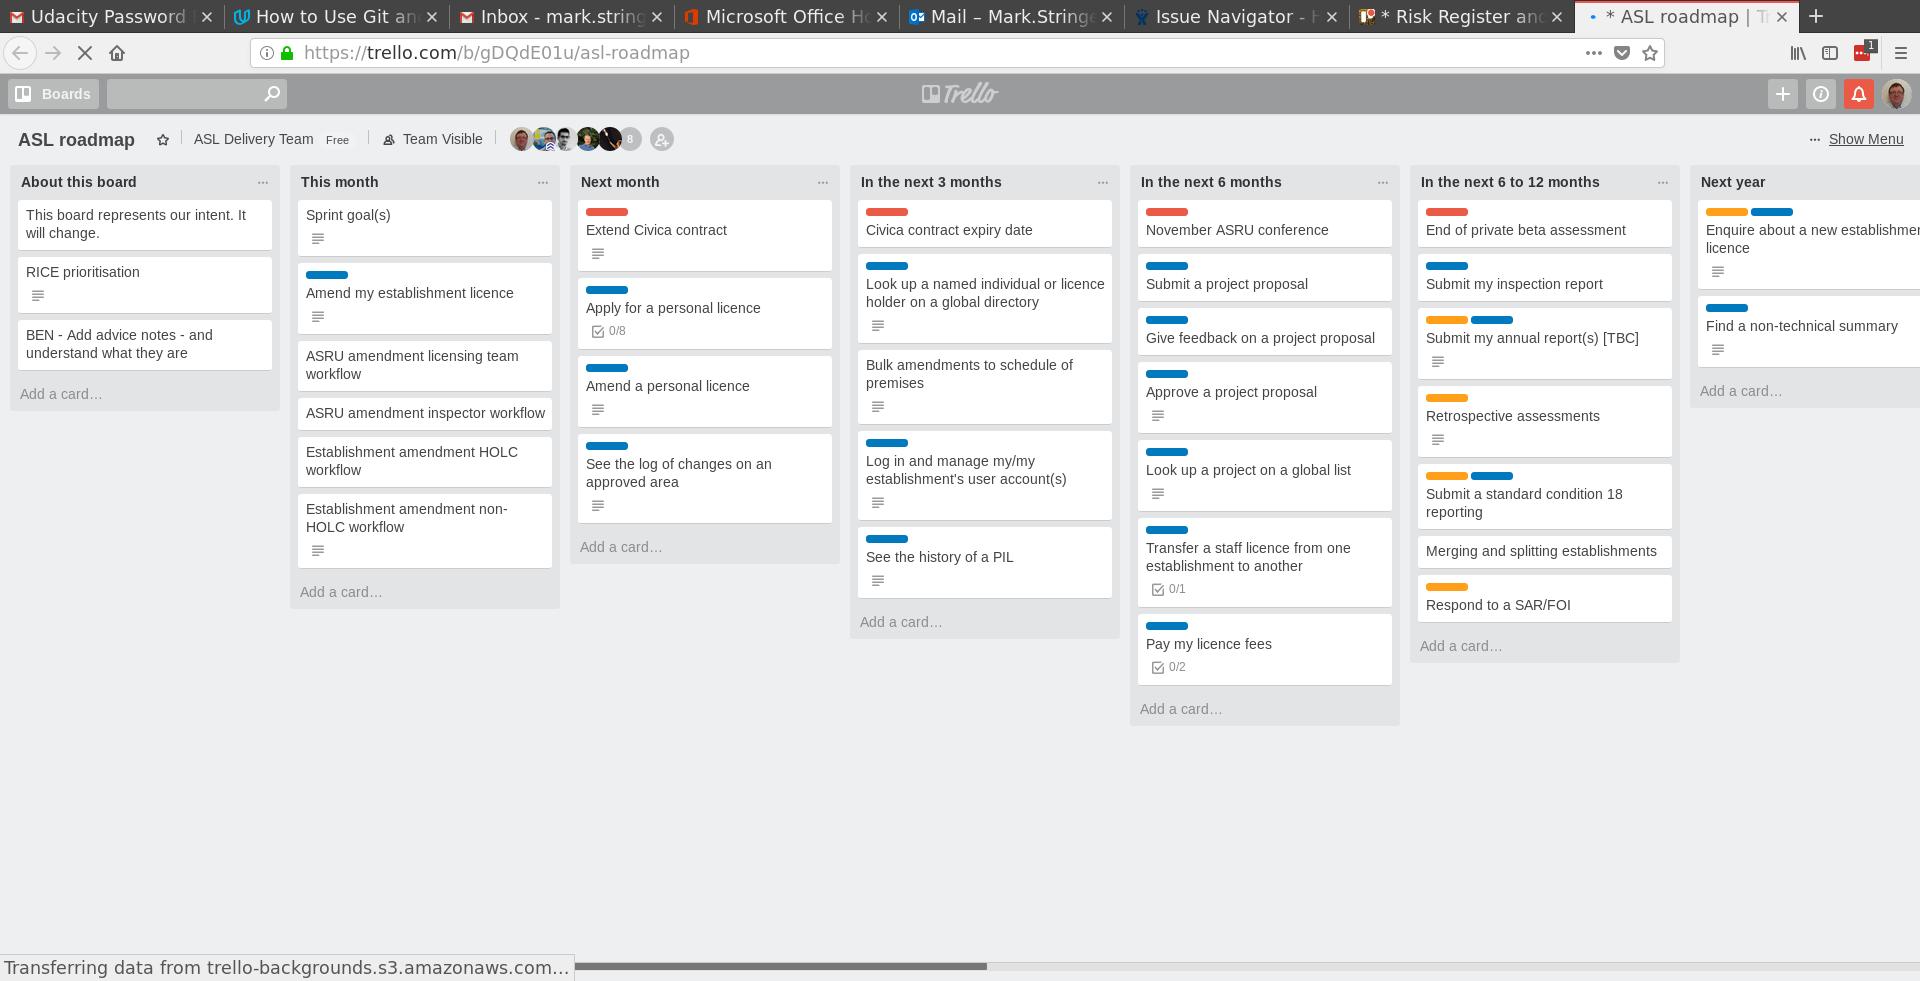 Udacity Password
How to Use Git an
Inbox - mark.string
Microsoft Office Ho
Mail – Mark.Stringe
Issue Navigator - H
* Risk Register and
* ASL roadmap | Tr
https://trello.com/b/gDQdE01u/asl-roadmap
1
Boards
Trello
ASL roadmap
ASL Delivery Team
Free
Team Visible
8
Show Menu
About this board
This board represents our intent. It
will change.
RICE prioritisation
BEN - Add advice notes - and
understand what they are
Add a card…
This month
Sprint goal(s)
Amend my establishment licence
ASRU amendment licensing team
workflow
ASRU amendment inspector workflow
Establishment amendment HOLC
workflow
Establishment amendment non-
HOLC workflow
Add a card…
Next month
Extend Civica contract
Apply for a personal licence
0/8
Amend a personal licence
See the log of changes on an
approved area
Add a card…
In the next 3 months
Civica contract expiry date
Look up a named individual or licence
holder on a global directory
Bulk amendments to schedule of
premises
Log in and manage my/my
establishment's user account(s)
See the history of a PIL
Add a card…
In the next 6 months
November ASRU conference
Submit a project proposal
Give feedback on a project proposal
Approve a project proposal
Look up a project on a global list
Transfer a staff licence from one
establishment to another
0/1
Pay my licence fees
0/2
Add a card…
In the next 6 to 12 months
End of private beta assessment
Submit my inspection report
Submit my annual report(s) [TBC]
Retrospective assessments
Submit a standard condition 18
reporting
Merging and splitting establishments
Respond to a SAR/FOI
Add a card…
Next year
Enquire about a new establishmen
licence
Find a non-technical summary
Add a card…
Transferring data from trello-backgrounds.s3.amazonaws.com…